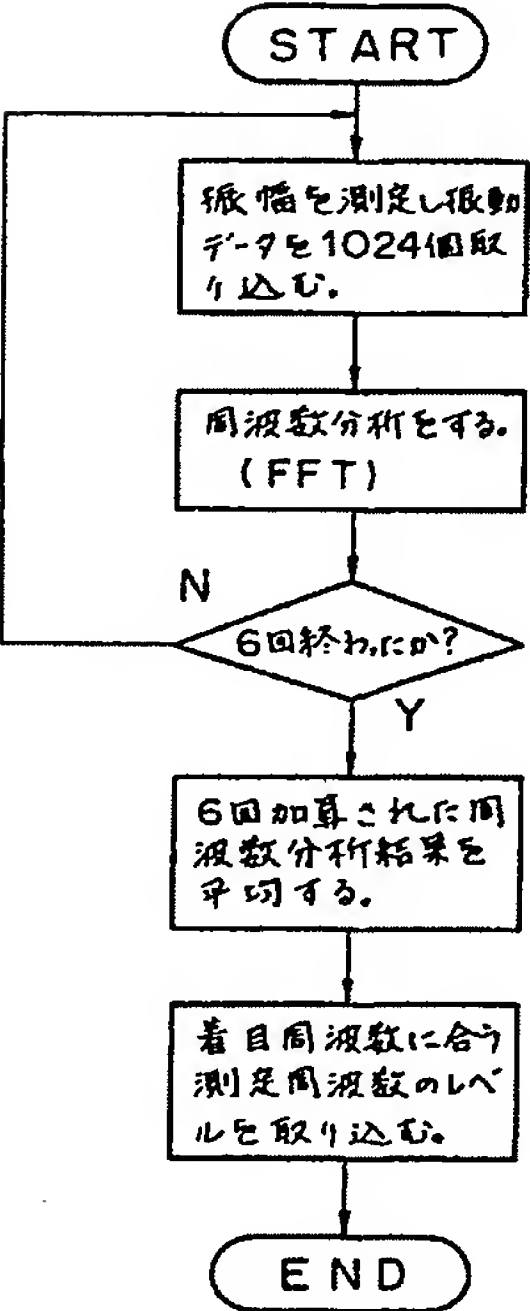 START
振幅を測定し振動
データを1024個取
り込む。
周波数分析をする。
(FFT)
N
6回終わったか?
Y
6回加算された周
波数分析結果を
平均する。
着目周波数に合う
測定周波数のレベ
ルを取り込む。
END